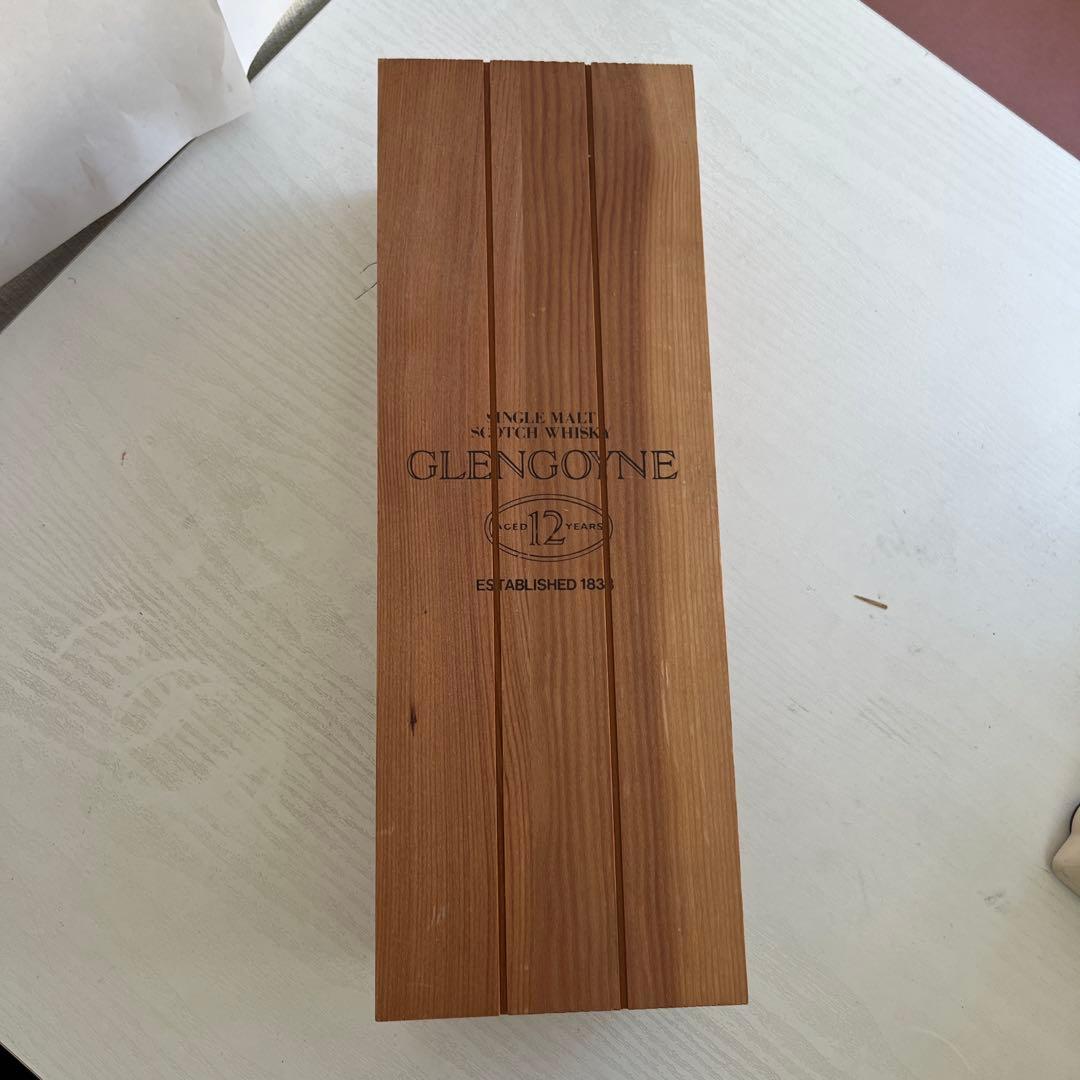 SINGLE MALT
SCOTCH WHISKY
GLENGOYNE
AGED 12 YEARS
ESTABLISHED 1833